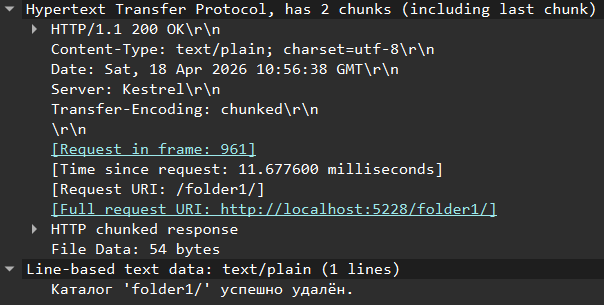 Hypertext Transfer Protocol, has 2 chunks (including last chunk)
HTTP/1.1 200 OK\r\n
Content-Type: text/plain; charset=utf-8\r\n
Date: Sat, 18 Apr 2026 10:56:38 GMT\r\n
Server: Kestrel\r\n
Transfer-Encoding: chunked\r\n
\r\n
[Request in frame: 961]
[Time since request: 11.677600 milliseconds]
[Request URI: /folder1/]
[Full request URI: http://localhost:5228/folder1/]
HTTP chunked response
File Data: 54 bytes
Line-based text data: text/plain (1 lines)
Каталог 'folder1/' успешно удалён.